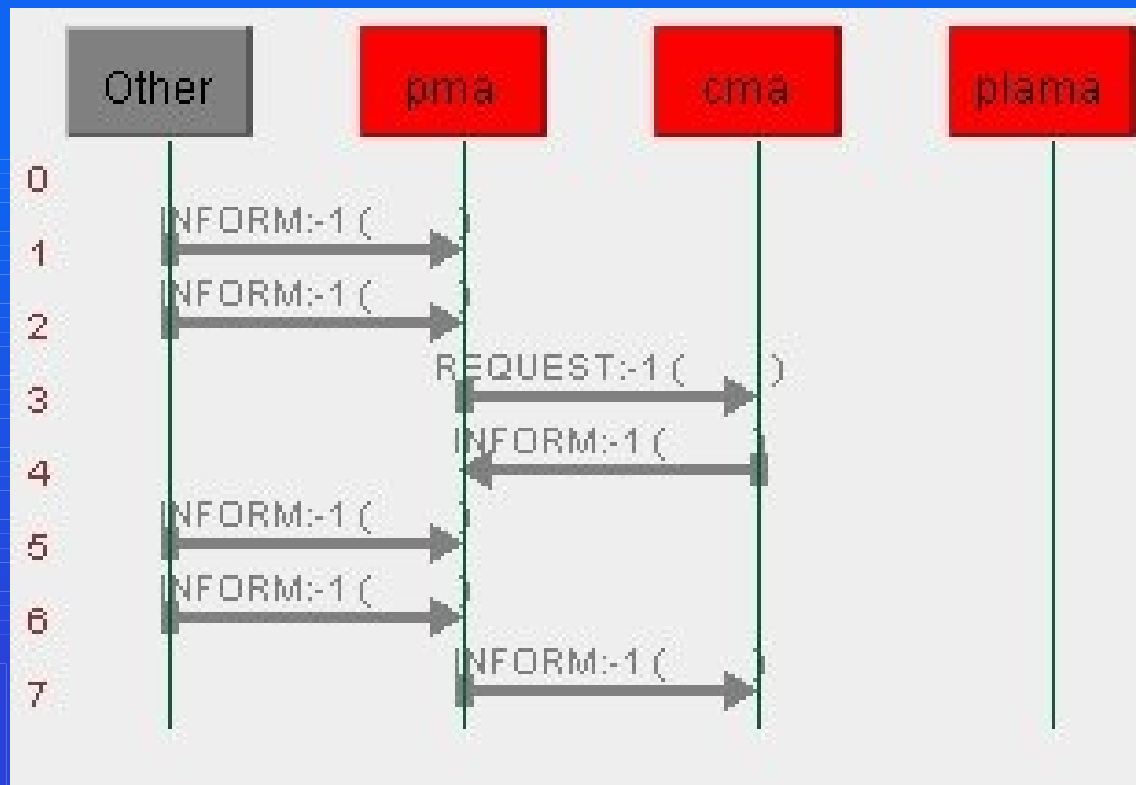 Other pma cma plama
0
INFORM:-1 ( )
1
INFORM:-1 ( )
2
REQUEST:-1 ( )
3
INFORM:-1 ( )
4
INFORM:-1 ( )
5
INFORM:-1 ( )
6
INFORM:-1 ( )
7